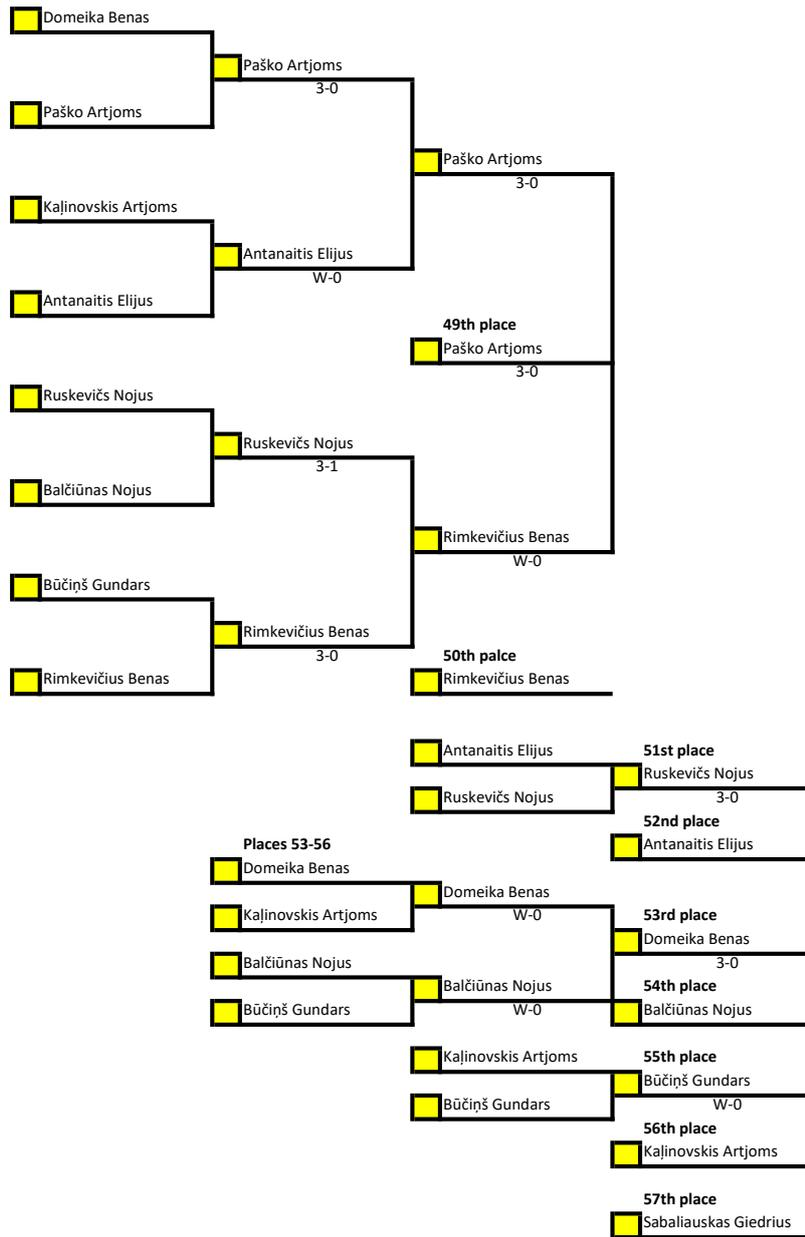 Domeika Benas
Paško Artjoms
3-0
Paško Artjoms
Paško Artjoms
3-0
Kaļinovskis Artjoms
Antanaitis Elijus
W-0
Antanaitis Elijus
49th place
Paško Artjoms
3-0
Ruskevičs Nojus
Ruskevičs Nojus
3-1
Balčiūnas Nojus
Rimkevičius Benas
W-0
Būčiņš Gundars
Rimkevičius Benas
3-0
50th palce
Rimkevičius Benas
Rimkevičius Benas
Antanaitis Elijus
51st place
Ruskevičs Nojus
3-0
Ruskevičs Nojus
52nd place
Antanaitis Elijus
Places 53-56
Domeika Benas
Domeika Benas
W-0
Kaļinovskis Artjoms
53rd place
Domeika Benas
3-0
Balčiūnas Nojus
Balčiūnas Nojus
W-0
54th place
Balčiūnas Nojus
Būčiņš Gundars
Kaļinovskis Artjoms
55th place
Būčiņš Gundars
W-0
Būčiņš Gundars
56th place
Kaļinovskis Artjoms
57th place
Sabaliauskas Giedrius